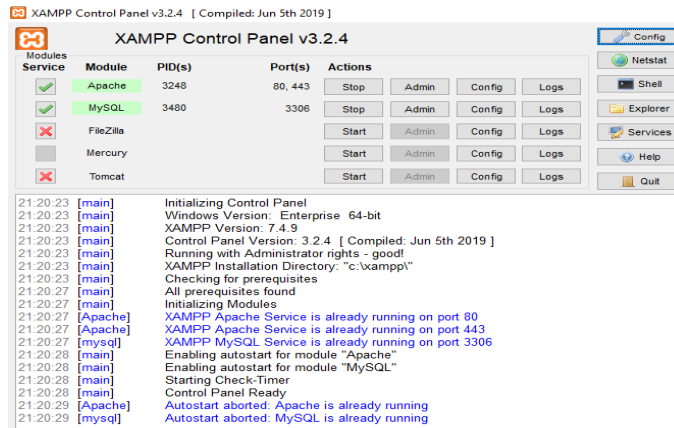 XAMPP Control Panel v3.2.4 [ Compiled: Jun 5th 2019 ]
XAMPP Control Panel v3.2.4
Config
Modules
Service Module PID(s) Port(s) Actions
Netstat
Apache 3248 80, 443 Stop Admin Config Logs
Shell
MySQL 3480 3306 Stop Admin Config Logs
Explorer
FileZilla Start Admin Config Logs
Services
Mercury Start Admin Config Logs
Help
Tomcat Start Admin Config Logs
Quit
21:20:23 [main] Initializing Control Panel
21:20:23 [main] Windows Version: Enterprise 64-bit
21:20:23 [main] XAMPP Version: 7.4.9
21:20:23 [main] Control Panel Version: 3.2.4 [ Compiled: Jun 5th 2019 ]
21:20:23 [main] Running with Administrator rights - good!
21:20:23 [main] XAMPP Installation Directory: "c:\xampp\"
21:20:23 [main] Checking for prerequisites
21:20:27 [main] All prerequisites found
21:20:27 [main] Initializing Modules
21:20:27 [Apache] XAMPP Apache Service is already running on port 80
21:20:27 [Apache] XAMPP Apache Service is already running on port 443
21:20:27 [mysql] XAMPP MySQL Service is already running on port 3306
21:20:28 [main] Enabling autostart for module "Apache"
21:20:28 [main] Enabling autostart for module "MySQL"
21:20:28 [main] Starting Check-Timer
21:20:28 [main] Control Panel Ready
21:20:29 [Apache] Autostart aborted: Apache is already running
21:20:29 [mysql] Autostart aborted: MySQL is already running